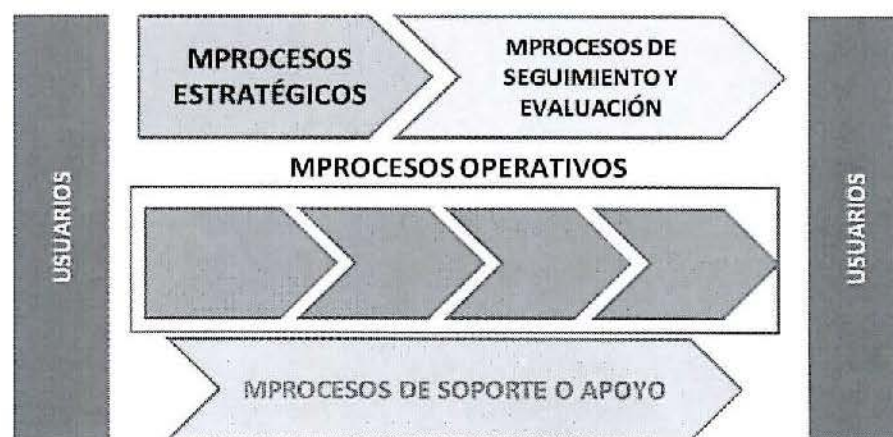 USUARIOS
MPROCESOS
ESTRATÉGICOS
MPROCESOS DE
SEGUIMIENTO Y
EVALUACIÓN
MPROCESOS OPERATIVOS
MPROCESOS DE SOPORTE O APOYO
USUARIOS